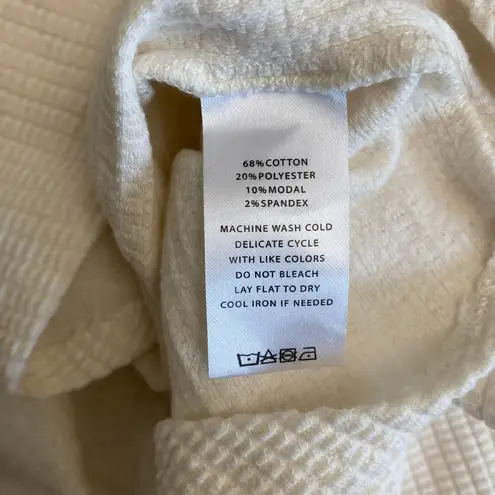 68% COTTON
20% POLYESTER
10% MODAL
2% SPANDEX
MACHINE WASH COLD
DELICATE CYCLE
WITH LIKE COLORS
DO NOT BLEACH
LAY FLAT TO DRY
COOL IRON IF NEEDED